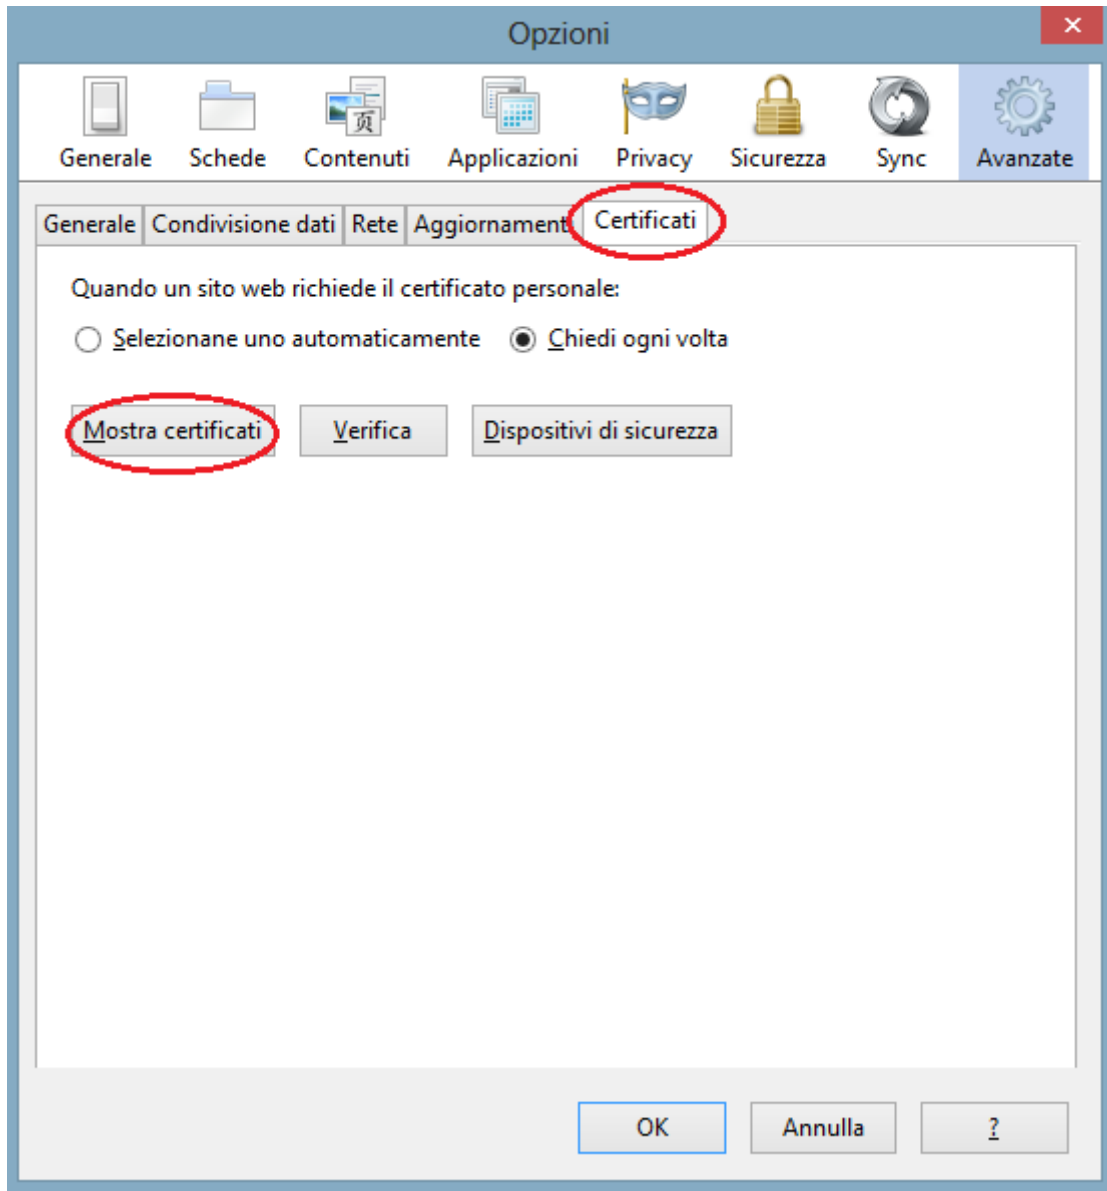 Opzioni
Generale Schede Contenuti Applicazioni Privacy Sicurezza Sync Avanzate
Generale Condivisione dati Rete Aggiornamenti Certificati
Quando un sito web richiede il certificato personale:
Selezionane uno automaticamente Chiedi ogni volta
Mostra certificati Verifica Dispositivi di sicurezza
OK Annulla ?